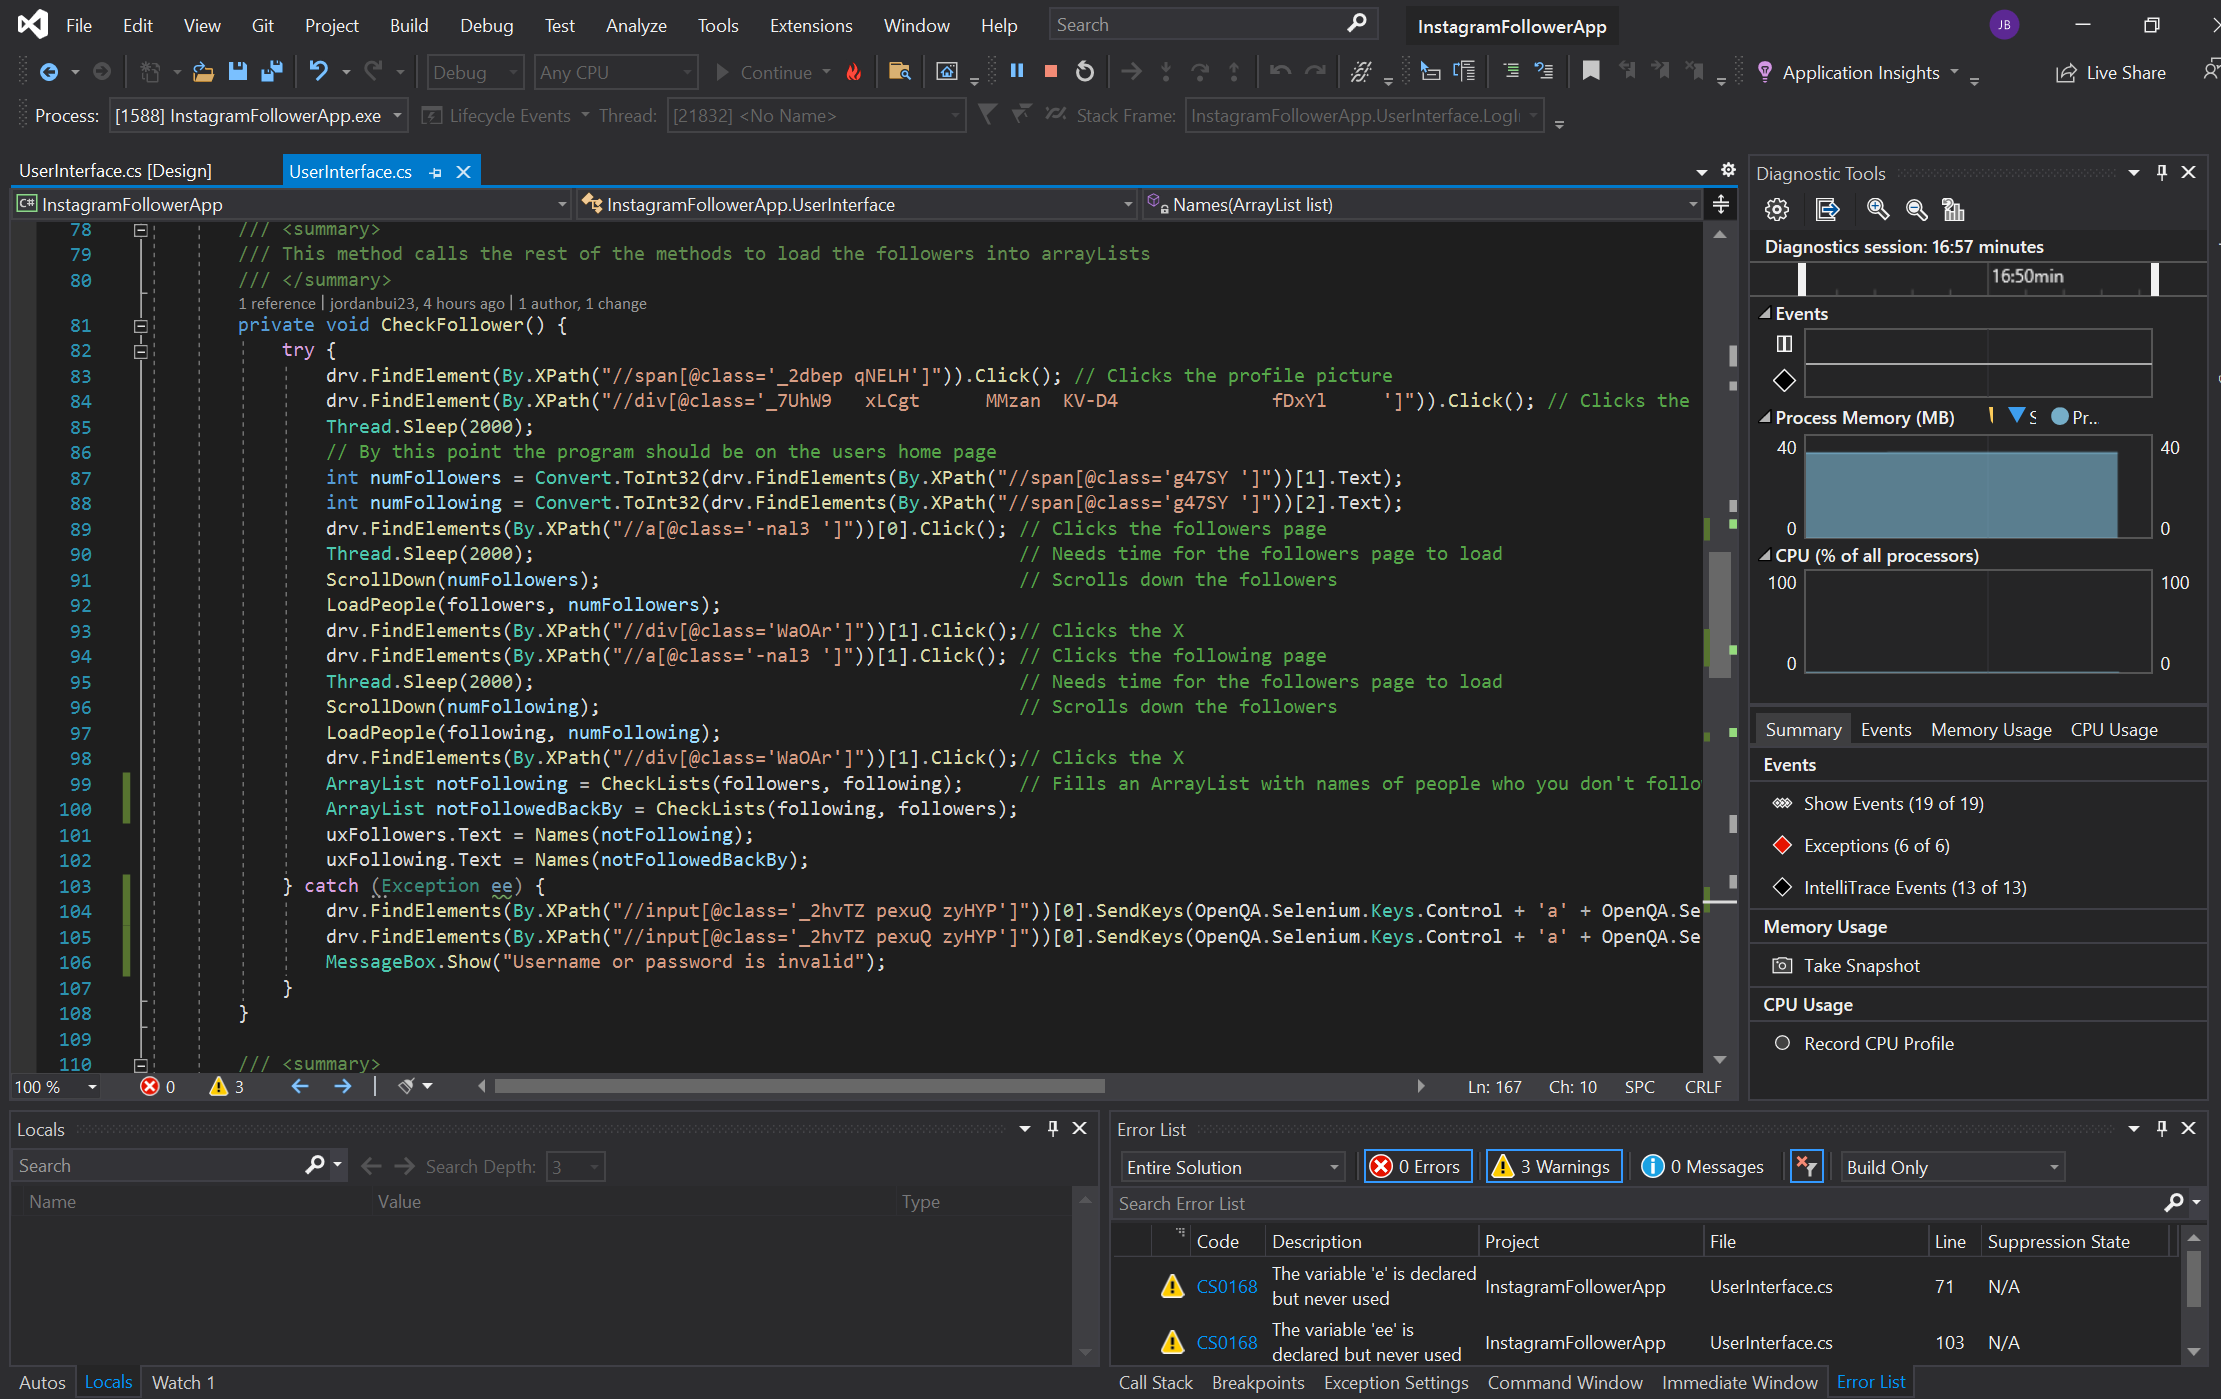 File Edit View Git Project Build Debug Test Analyze Tools Extensions Window Help Search InstagramFollowerApp JB
Debug Any CPU Continue Application Insights Live Share
Process: [1588] InstagramFollowerApp.exe Lifecycle Events Thread: [21832] <No Name> Stack Frame: InstagramFollowerApp.UserInterface.LogI
UserInterface.cs [Design] UserInterface.cs
C# InstagramFollowerApp InstagramFollowerApp.UserInterface Names(ArrayList list)
78 /// <summary>
79 /// This method calls the rest of the methods to load the followers into arrayLists
80 /// </summary>
1 reference | jordanbui23, 4 hours ago | 1 author, 1 change
81 private void CheckFollower() {
82 try {
83 drv.FindElement(By.XPath("//span[@class='_2dbep qNELH']")).Click(); // Clicks the profile picture
84 drv.FindElement(By.XPath("//div[@class='_7UhW9   xLCgt      MMzan  KV-D4              fDxYl     ']")).Click(); // Clicks the
85 Thread.Sleep(2000);
86 // By this point the program should be on the users home page
87 int numFollowers = Convert.ToInt32(drv.FindElements(By.XPath("//span[@class='g47SY ']"))[1].Text);
88 int numFollowing = Convert.ToInt32(drv.FindElements(By.XPath("//span[@class='g47SY ']"))[2].Text);
89 drv.FindElements(By.XPath("//a[@class='-nal3 ']"))[0].Click(); // Clicks the followers page
90 Thread.Sleep(2000); // Needs time for the followers page to load
91 ScrollDown(numFollowers); // Scrolls down the followers
92 LoadPeople(followers, numFollowers);
93 drv.FindElements(By.XPath("//div[@class='WaOAr']"))[1].Click();// Clicks the X
94 drv.FindElements(By.XPath("//a[@class='-nal3 ']"))[1].Click(); // Clicks the following page
95 Thread.Sleep(2000); // Needs time for the followers page to load
96 ScrollDown(numFollowing); // Scrolls down the followers
97 LoadPeople(following, numFollowing);
98 drv.FindElements(By.XPath("//div[@class='WaOAr']"))[1].Click();// Clicks the X
99 ArrayList notFollowing = CheckLists(followers, following); // Fills an ArrayList with names of people who you don't follo
100 ArrayList notFollowedBackBy = CheckLists(following, followers);
101 uxFollowers.Text = Names(notFollowing);
102 uxFollowing.Text = Names(notFollowedBackBy);
103 } catch (Exception ee) {
104 drv.FindElements(By.XPath("//input[@class='_2hvTZ pexuQ zyHYP']"))[0].SendKeys(OpenQA.Selenium.Keys.Control + 'a' + OpenQA.Se
105 drv.FindElements(By.XPath("//input[@class='_2hvTZ pexuQ zyHYP']"))[0].SendKeys(OpenQA.Selenium.Keys.Control + 'a' + OpenQA.Se
106 MessageBox.Show("Username or password is invalid");
107 }
108 }
109
110 /// <summary>
100 % 0 3 Ln: 167 Ch: 10 SPC CRLF
Diagnostic Tools
Diagnostics session: 16:57 minutes
16:50min
Events
Process Memory (MB) S Pr...
40 40
0 0
CPU (% of all processors)
100 100
0 0
Summary Events Memory Usage CPU Usage
Events
Show Events (19 of 19)
Exceptions (6 of 6)
IntelliTrace Events (13 of 13)
Memory Usage
Take Snapshot
CPU Usage
Record CPU Profile
Locals
Search Search Depth: 3
Name Value Type
Autos Locals Watch 1
Error List
Entire Solution 0 Errors 3 Warnings 0 Messages Build Only
Search Error List
Code Description Project File Line Suppression State
CS0168 The variable 'e' is declared but never used InstagramFollowerApp UserInterface.cs 71 N/A
CS0168 The variable 'ee' is declared but never used InstagramFollowerApp UserInterface.cs 103 N/A
Call Stack Breakpoints Exception Settings Command Window Immediate Window Error List